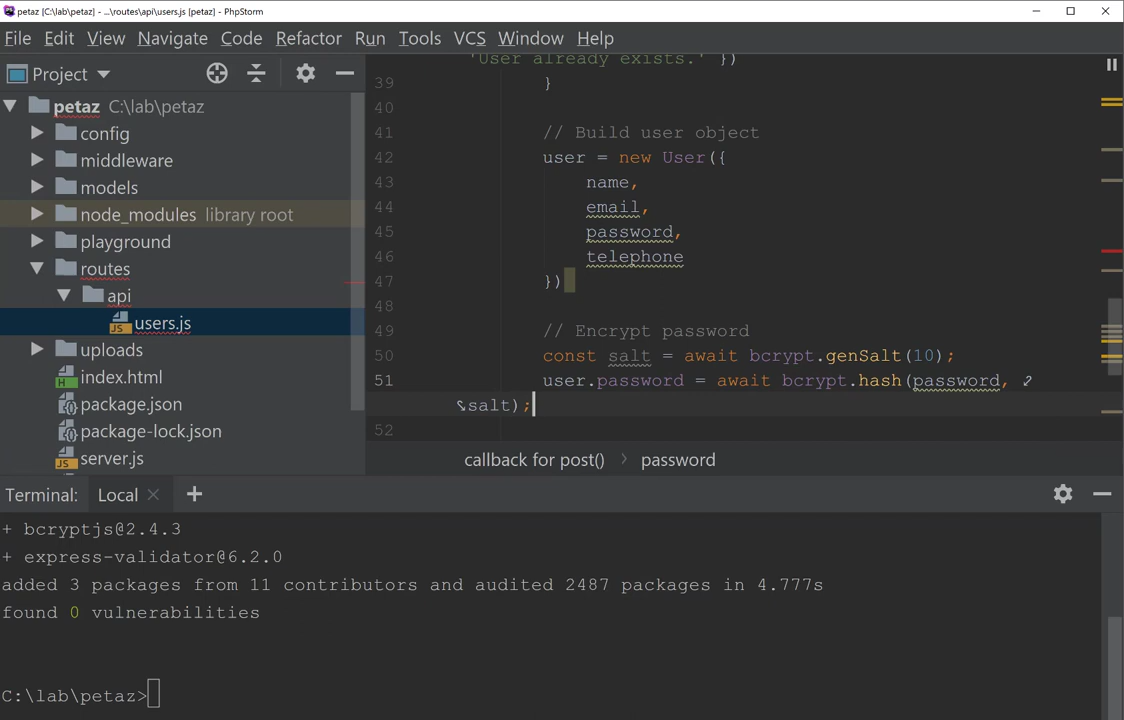 petaz [C:\lab\petaz] - ...\routes\api\users.js [petaz] - PhpStorm
File Edit View Navigate Code Refactor Run Tools VCS Window Help
Project
petaz C:\lab\petaz
config
middleware
models
node_modules library root
playground
routes
api
users.js
uploads
index.html
package.json
package-lock.json
server.js
'User already exists.' })
39 }
40
41 // Build user object
42 user = new User({
43 name,
44 email,
45 password,
46 telephone
47 })
48
49 // Encrypt password
50 const salt = await bcrypt.genSalt(10);
51 user.password = await bcrypt.hash(password,
salt);
52
callback for post() › password
Terminal: Local × +
+ bcryptjs@2.4.3
+ express-validator@6.2.0
added 3 packages from 11 contributors and audited 2487 packages in 4.777s
found 0 vulnerabilities
C:\lab\petaz>